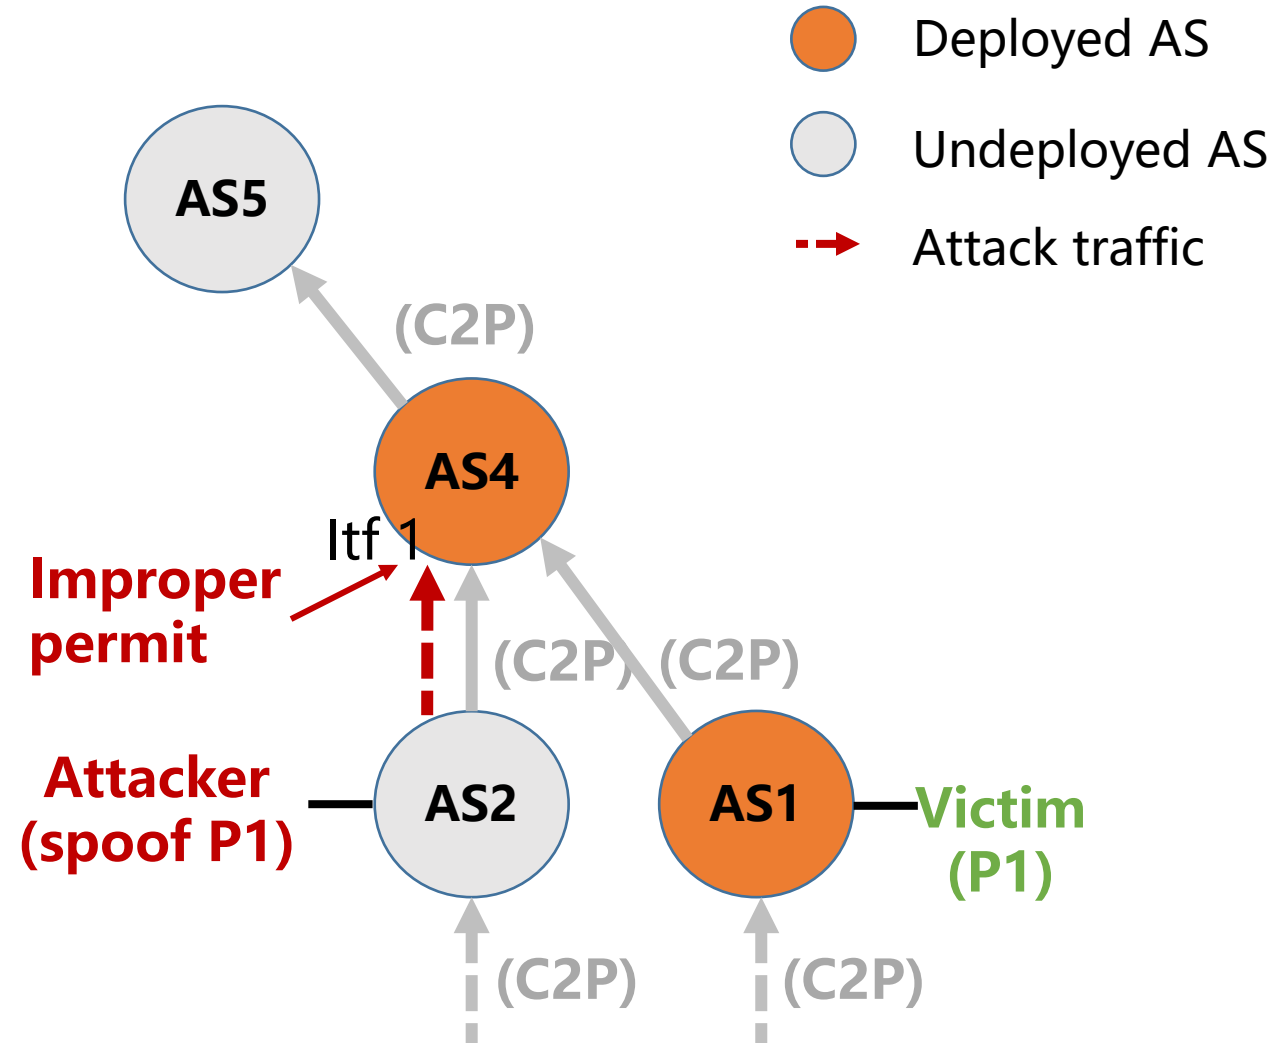 Deployed AS
Undeployed AS
Attack traffic
AS5
(C2P)
AS4
Itf 1
Improper
permit
(C2P)
(C2P)
Attacker
(spoof P1)
AS2
AS1
Victim
(P1)
(C2P)
(C2P)